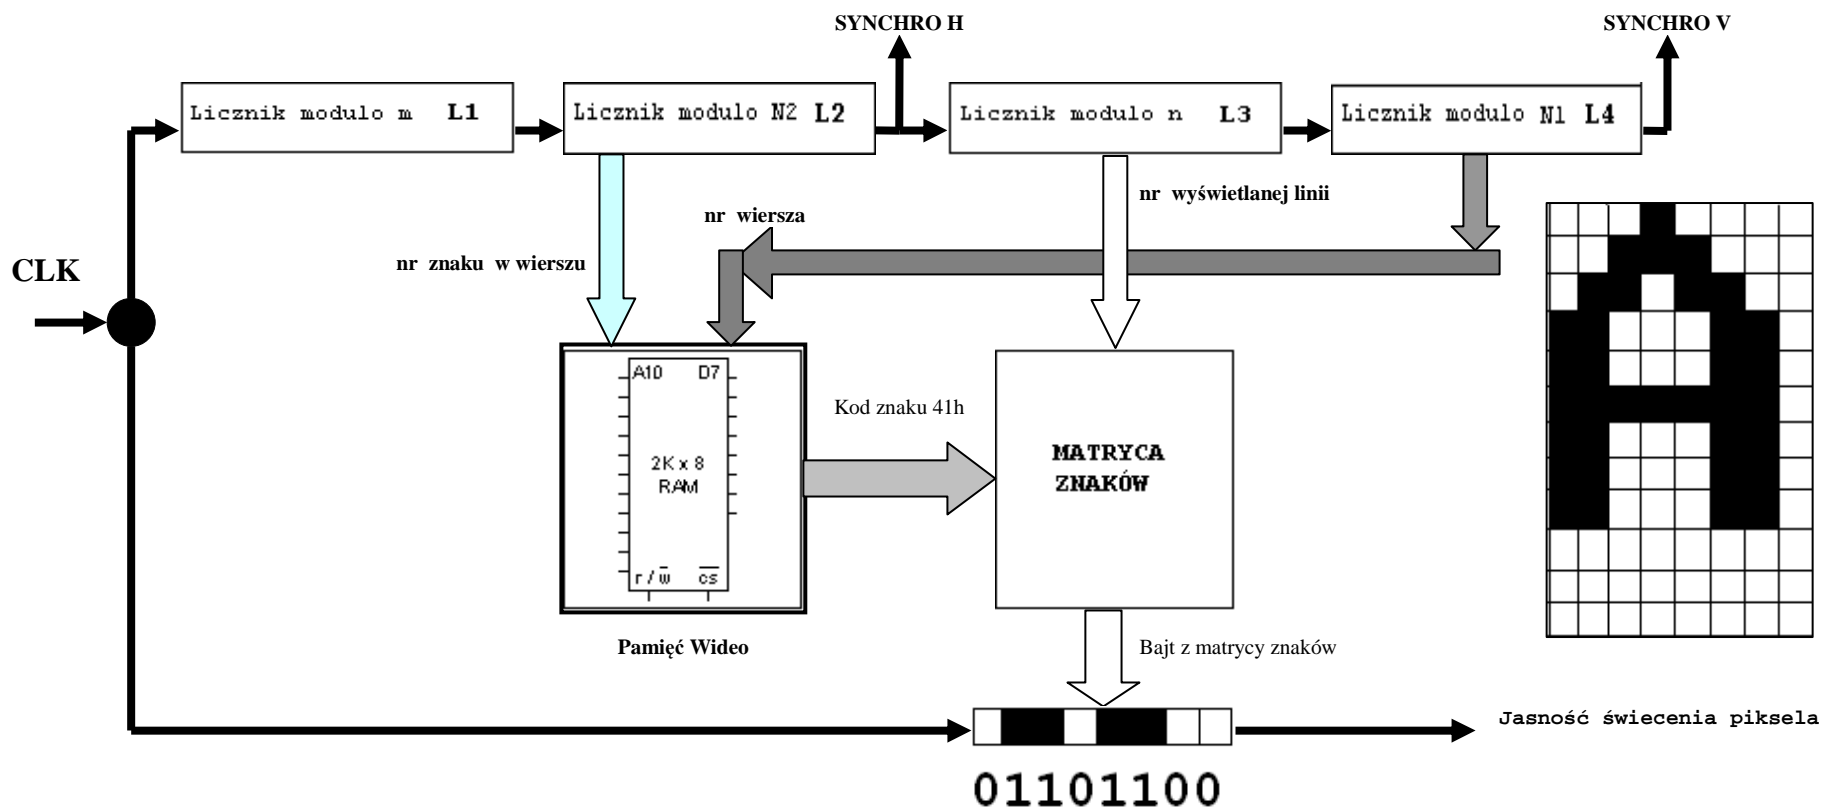 SYNCHRO H
SYNCHRO V
Licznik modulo m L1
Licznik modulo N2 L2
Licznik modulo n L3
Licznik modulo N1 L4
nr wyświetlanej linii
nr wiersza
nr znaku w wierszu
CLK
A10 D7
2K x 8
RAM
r / w̅ c̅s̅
Kod znaku 41h
MATRYCA
ZNAKÓW
Pamięć Wideo
Bajt z matrycy znaków
Jasność świecenia piksela
01101100